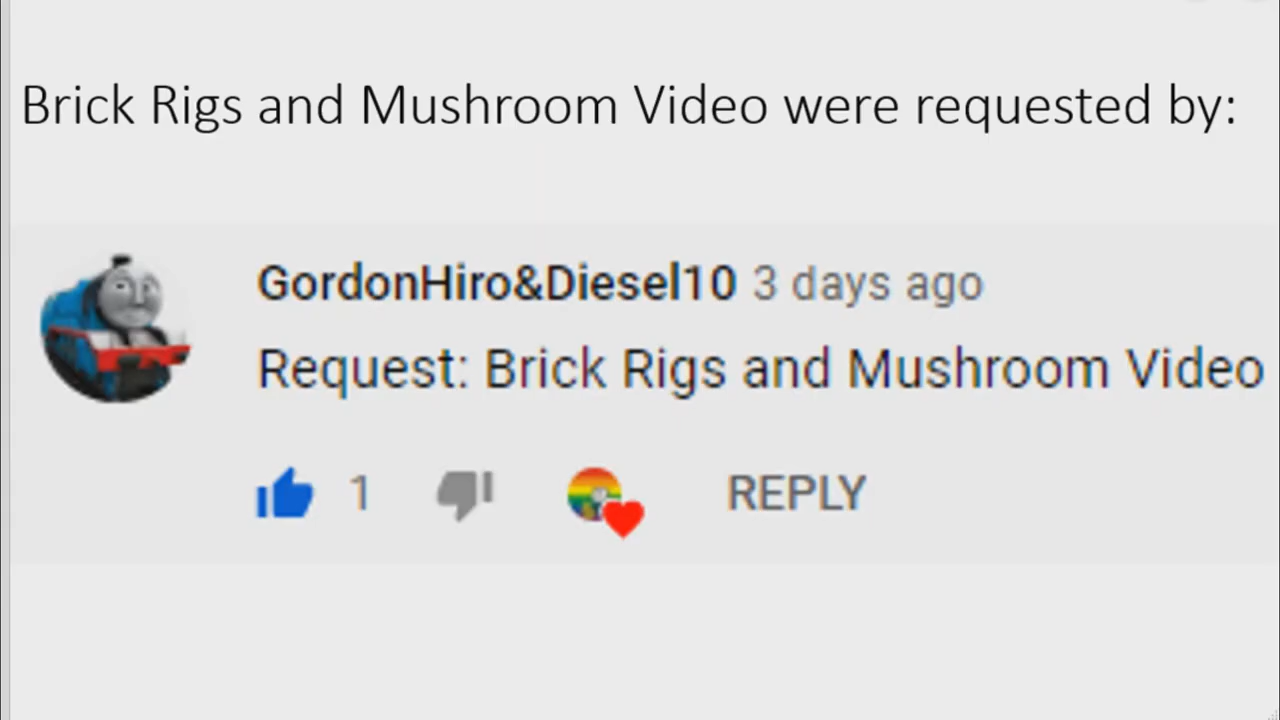 Brick Rigs and Mushroom Video were requested by:
GordonHiro&Diesel10 3 days ago
Request: Brick Rigs and Mushroom Video
1 REPLY